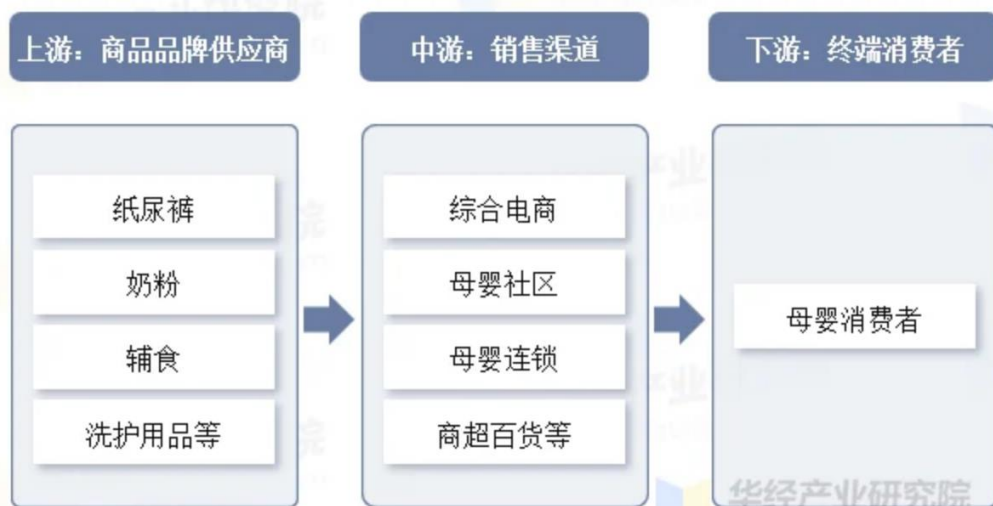 上游：商品品牌供应商
中游：销售渠道
下游：终端消费者
纸尿裤
奶粉
辅食
洗护用品等
综合电商
母婴社区
母婴连锁
商超百货等
母婴消费者
华经产业研究院